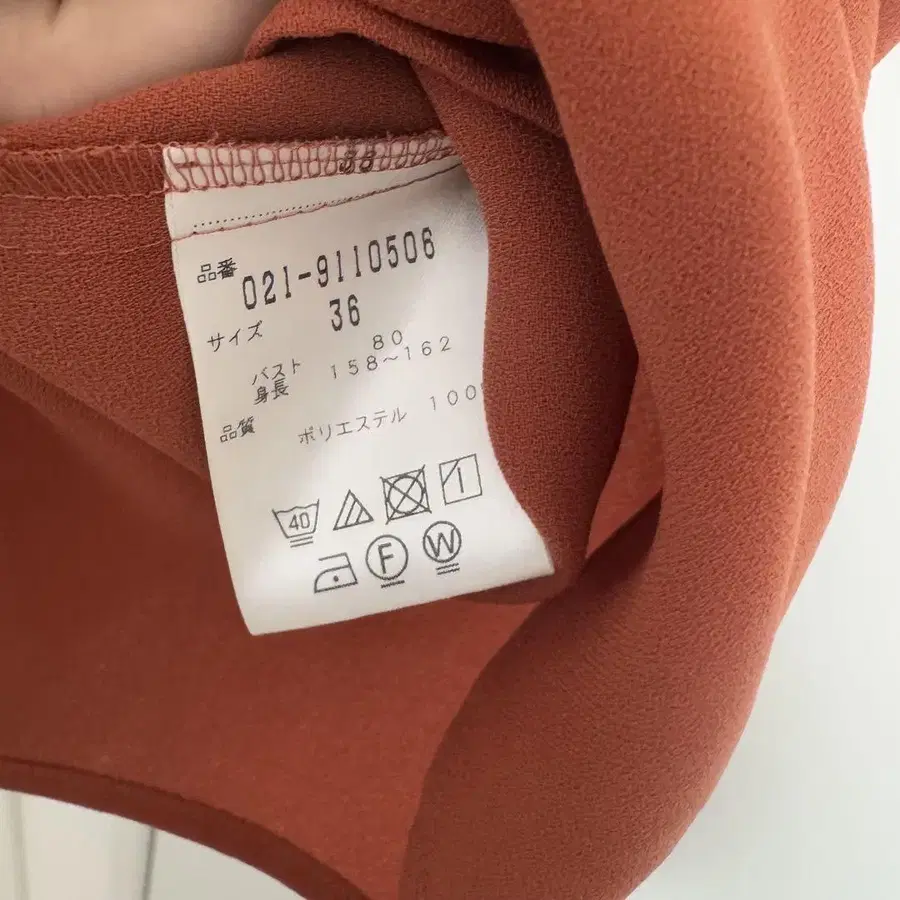 品番 021-9110506
サイズ 36
バスト 80
身長 158~162
品質 ポリエステル 100
40
F W